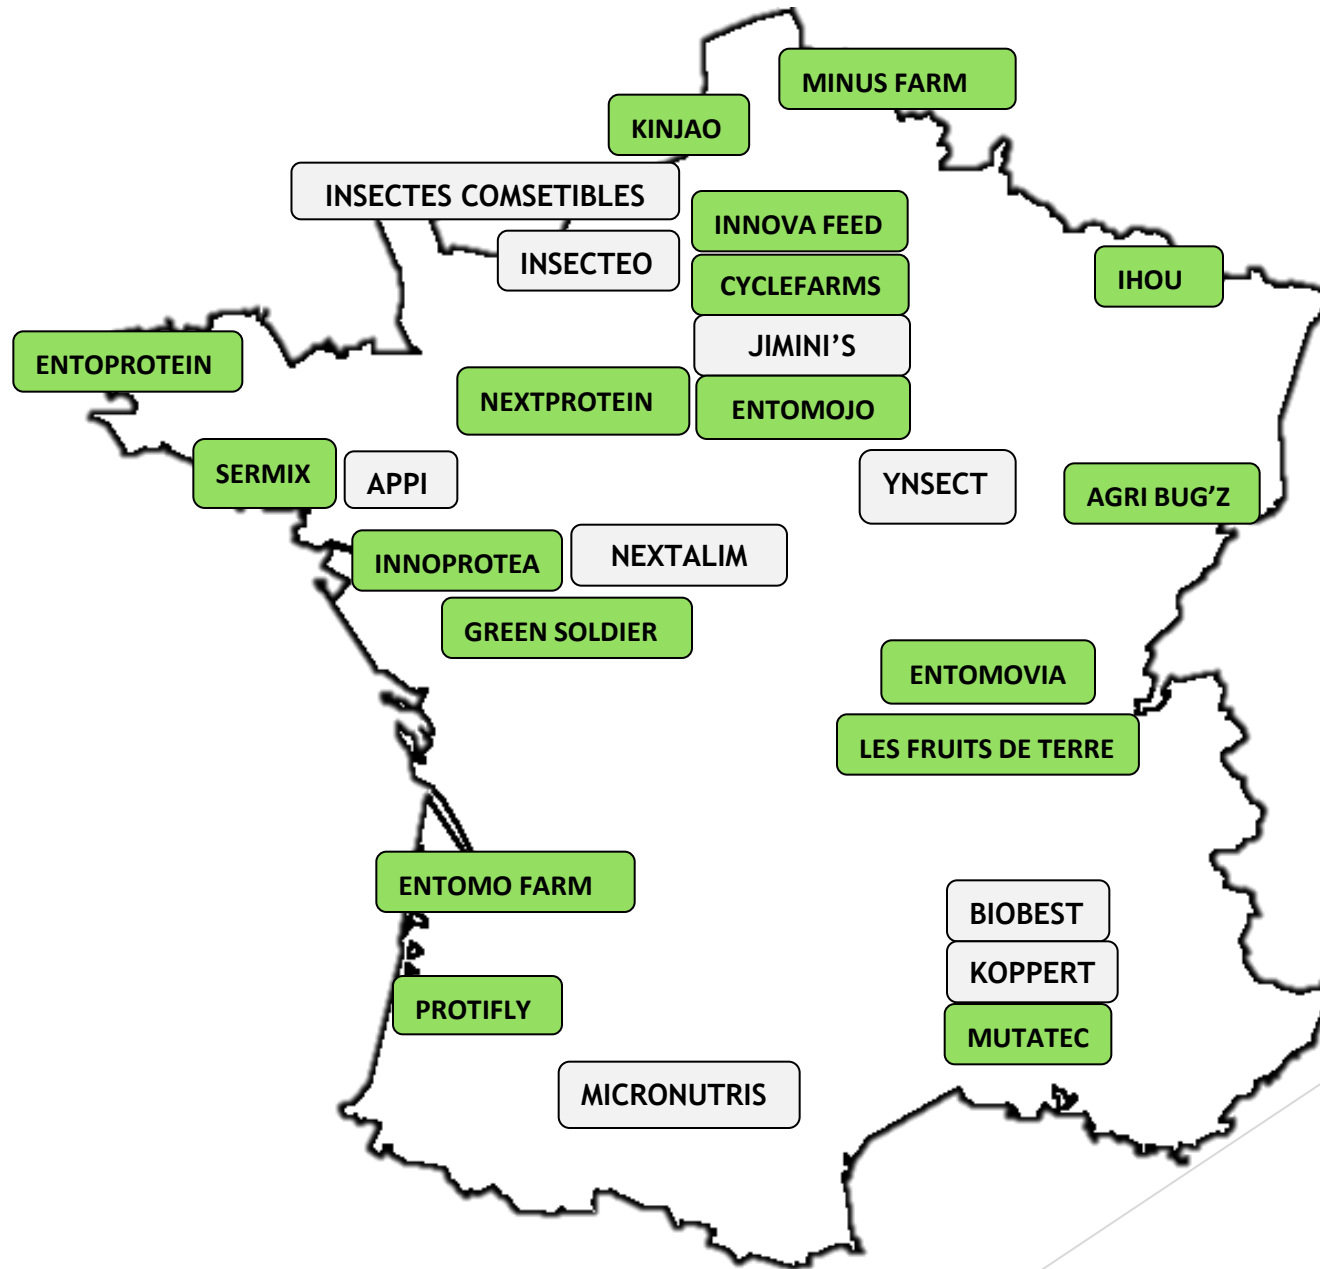 MINUS FARM
KINJAO
INSECTES COMSETIBLES
INNOVA FEED
INSECTEO
CYCLEFARMS
IHOU
JIMINI'S
ENTOPROTEIN
NEXTPROTEIN
ENTOMOJO
SERMIX
APPI
YNSECT
AGRI BUG'Z
INNOPROTEA
NEXTALIM
GREEN SOLDIER
ENTOMOVIA
LES FRUITS DE TERRE
ENTOMO FARM
BIOBEST
KOPPERT
PROTIFLY
MUTATEC
MICRONUTRIS